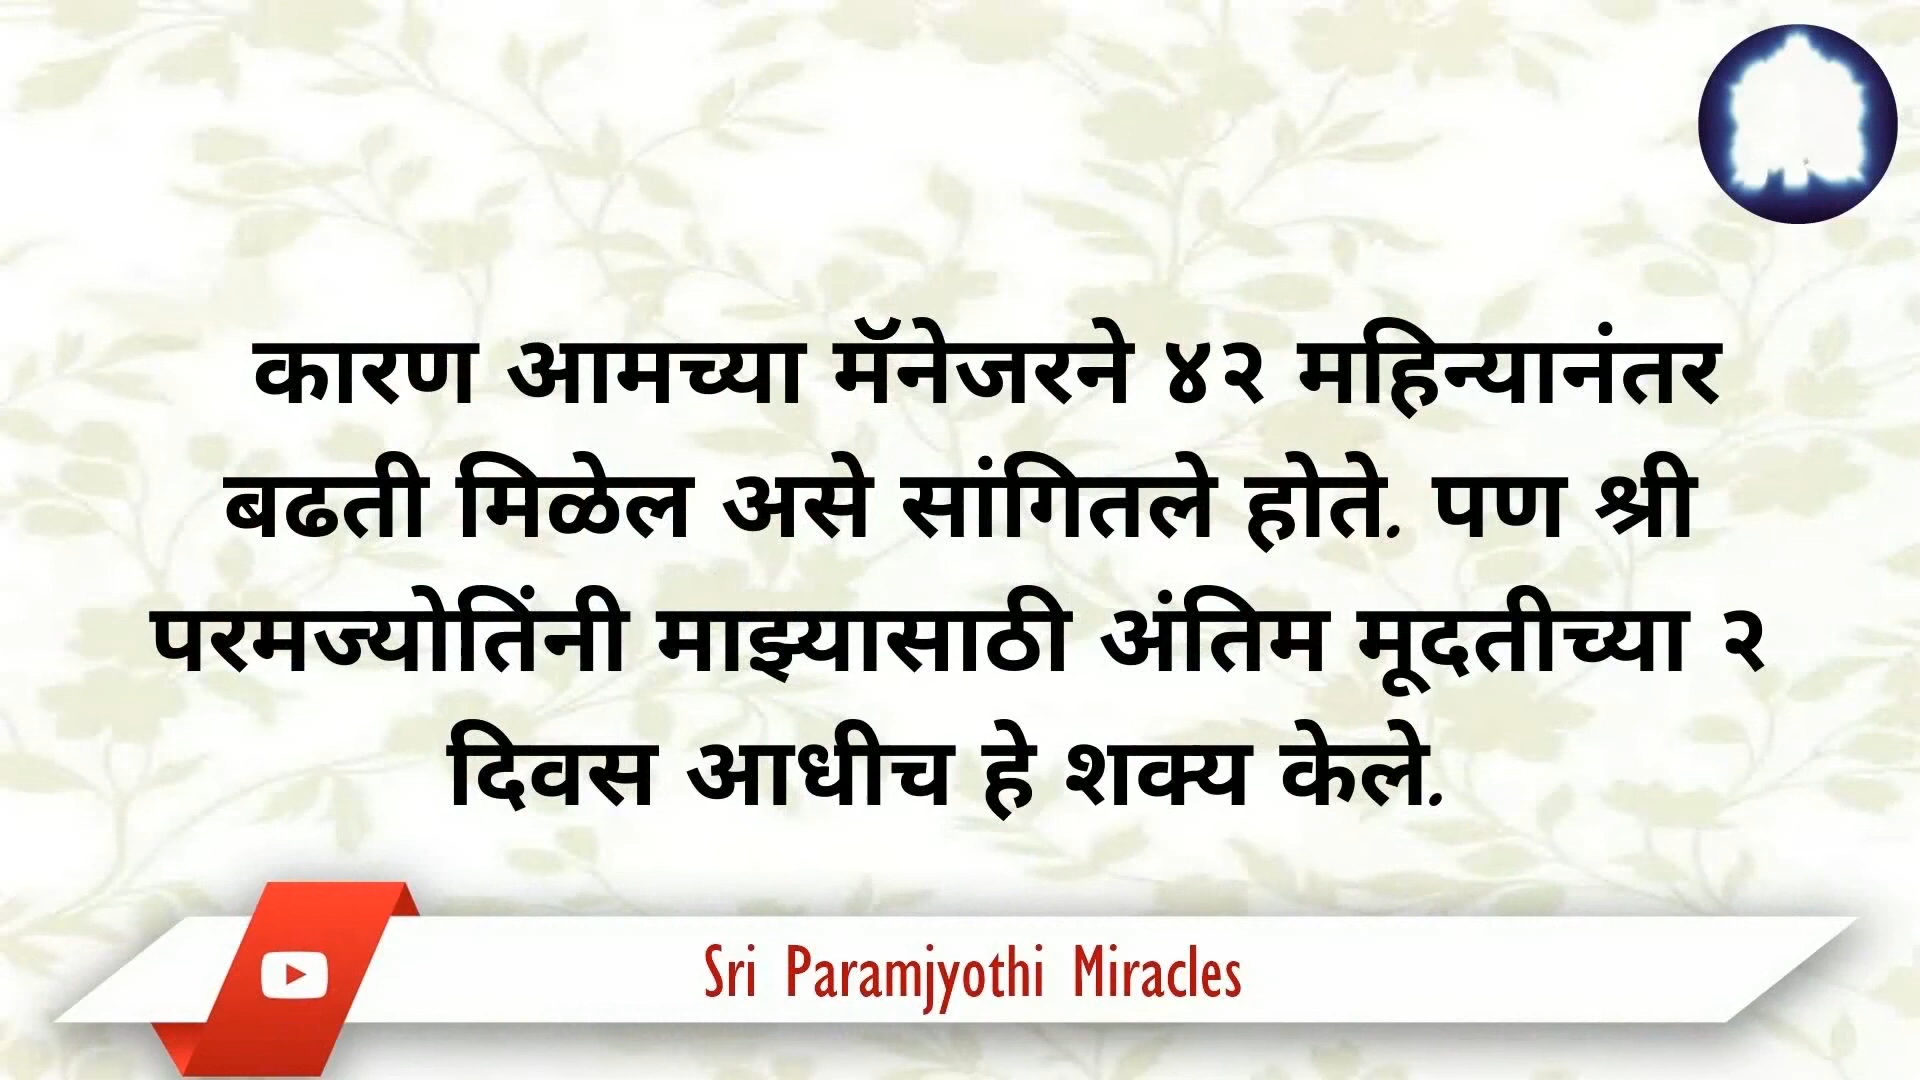 कारण आमच्या मॅनेजरने ४२ महिन्यानंतर
बढती मिळेल असे सांगितले होते. पण श्री
परमज्योतिंनी माझ्यासाठी अंतिम मूदतीच्या २
दिवस आधीच हे शक्य केले.
Sri Paramjyothi Miracles